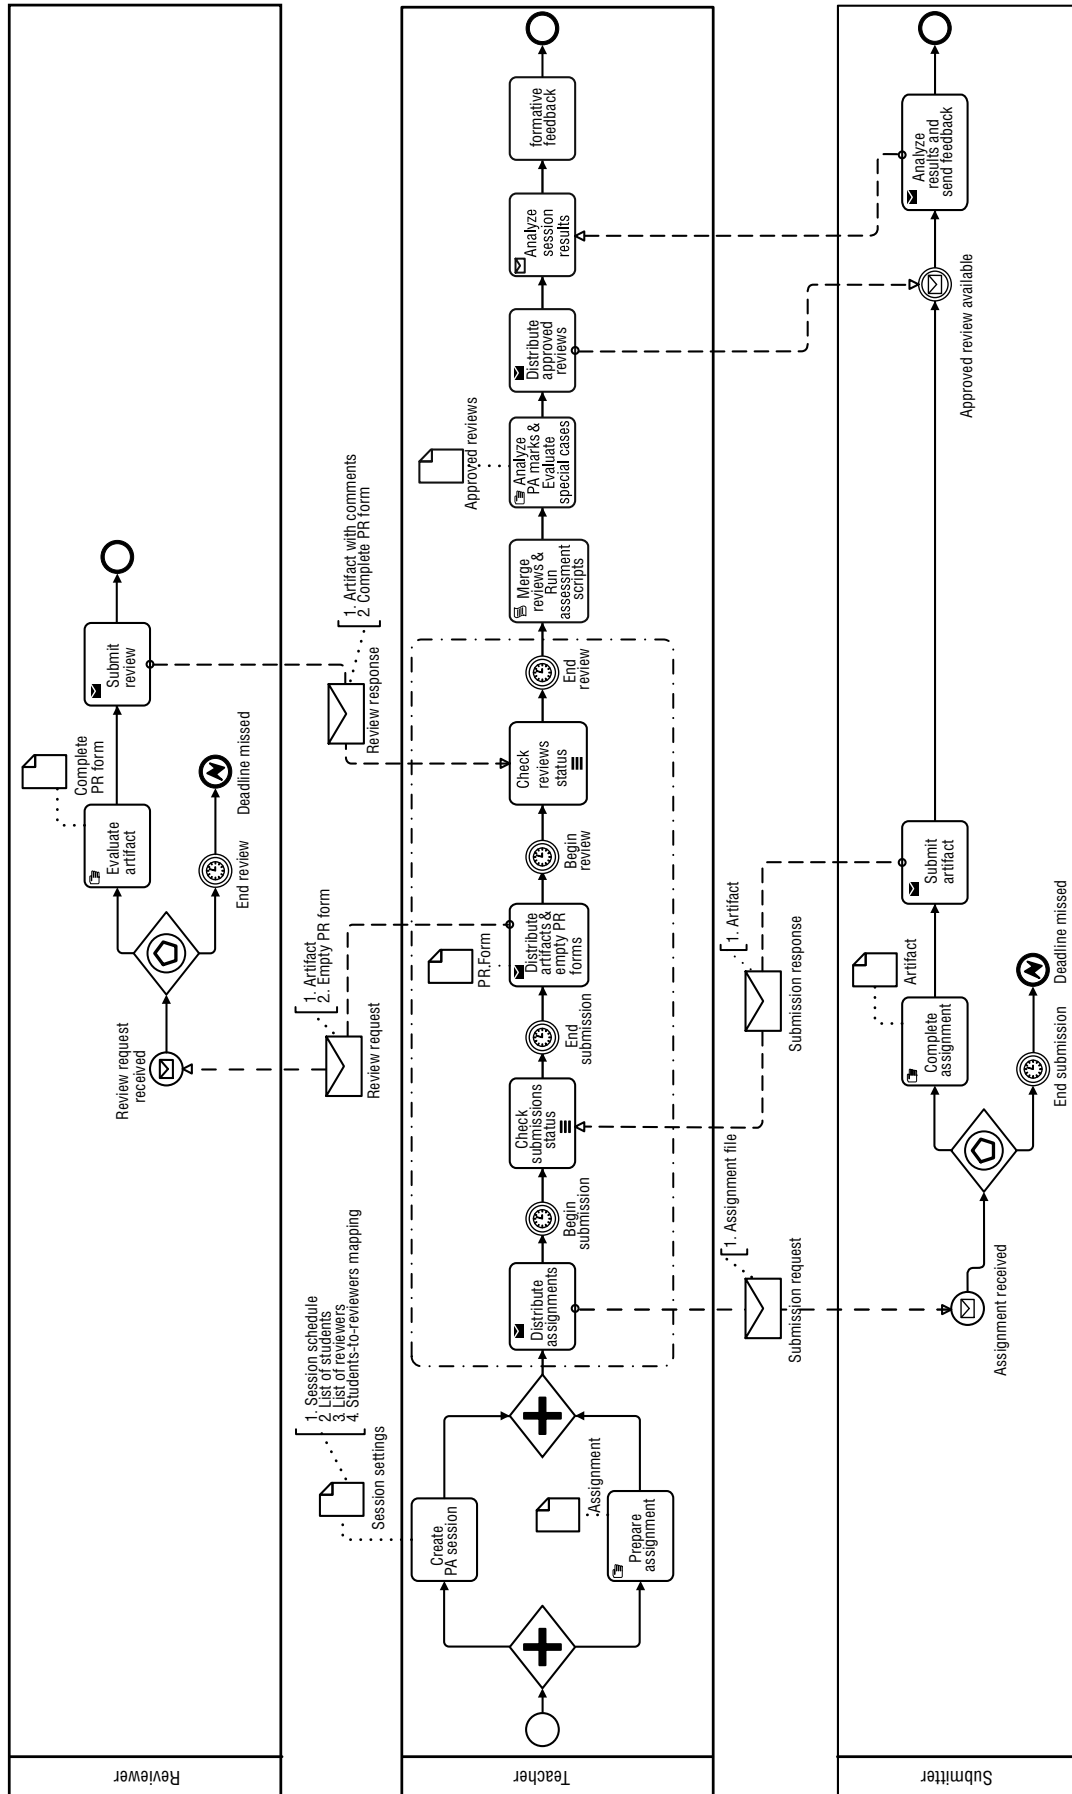 Reviewer
Review request
received
Evaluate
artifact
Complete
PR form
End review
Deadline missed
Submit
review
1. Artifact
2. Empty PR form
Review request
1. Artifact with comments
2. Complete PR form
Review response
1. Session schedule
2. List of students
3. List of reviewers
4. Students-to-reviewers mapping
Session settings
Teacher
Create
PA session
Prepare
assignment
Assignment
Distribute
assignments
Begin
submission
Check
submissions
status
End
submission
PR.Form
Distribute
artifacts &
empty PR
forms
Begin
review
Check
reviews
status
End
review
Merge
reviews &
Run
assessment
scripts
Approved reviews
Analyze
PA marks &
Evaluate
special cases
Distribute
approved
reviews
Analyze
session
results
formative
feedback
1. Assignment file
Submission request
1. Artifact
Submission response
Submitter
Assignment received
Complete
assignment
Artifact
End submission
Deadline missed
Submit
artifact
Approved review available
Analyze
results and
send feedback